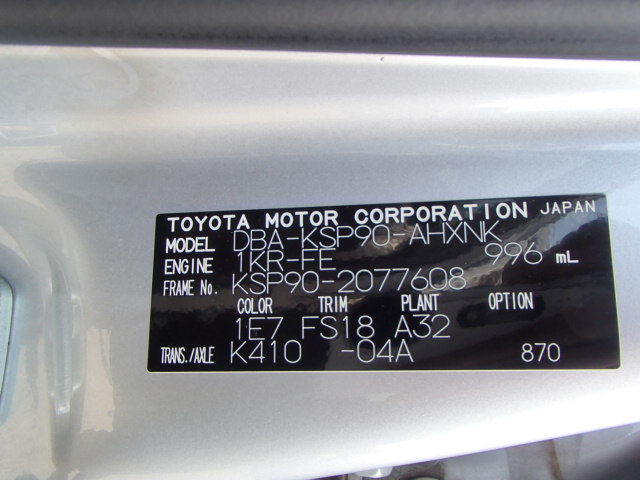 TOYOTA MOTOR CORPORATION JAPAN
MODEL DBA-KSP90-AHXNK
ENGINE 1KR-FE 996 mL
FRAME No. KSP90-2077608
COLOR TRIM PLANT OPTION
1E7 FS18 A32
TRANS./AXLE K410 -04A 870